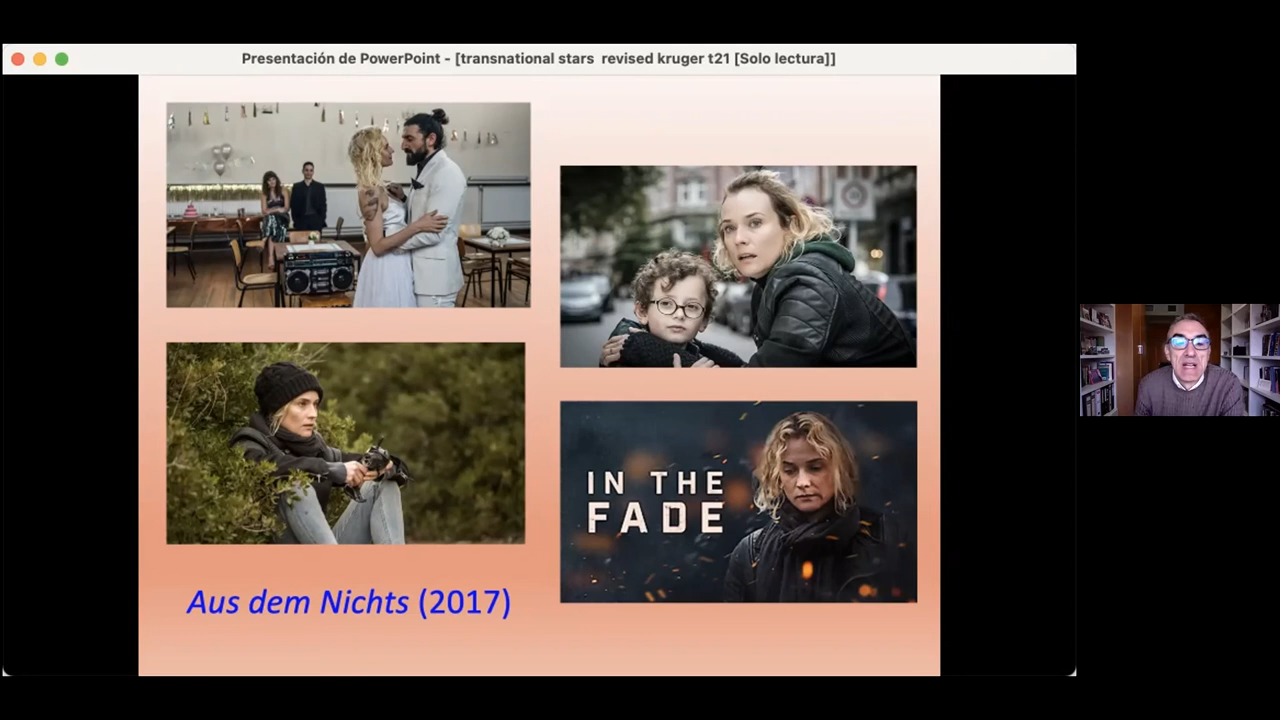 Presentación de PowerPoint - [transnational stars  revised kruger t21 [Solo lectura]]
IN THE
FADE
Aus dem Nichts (2017)